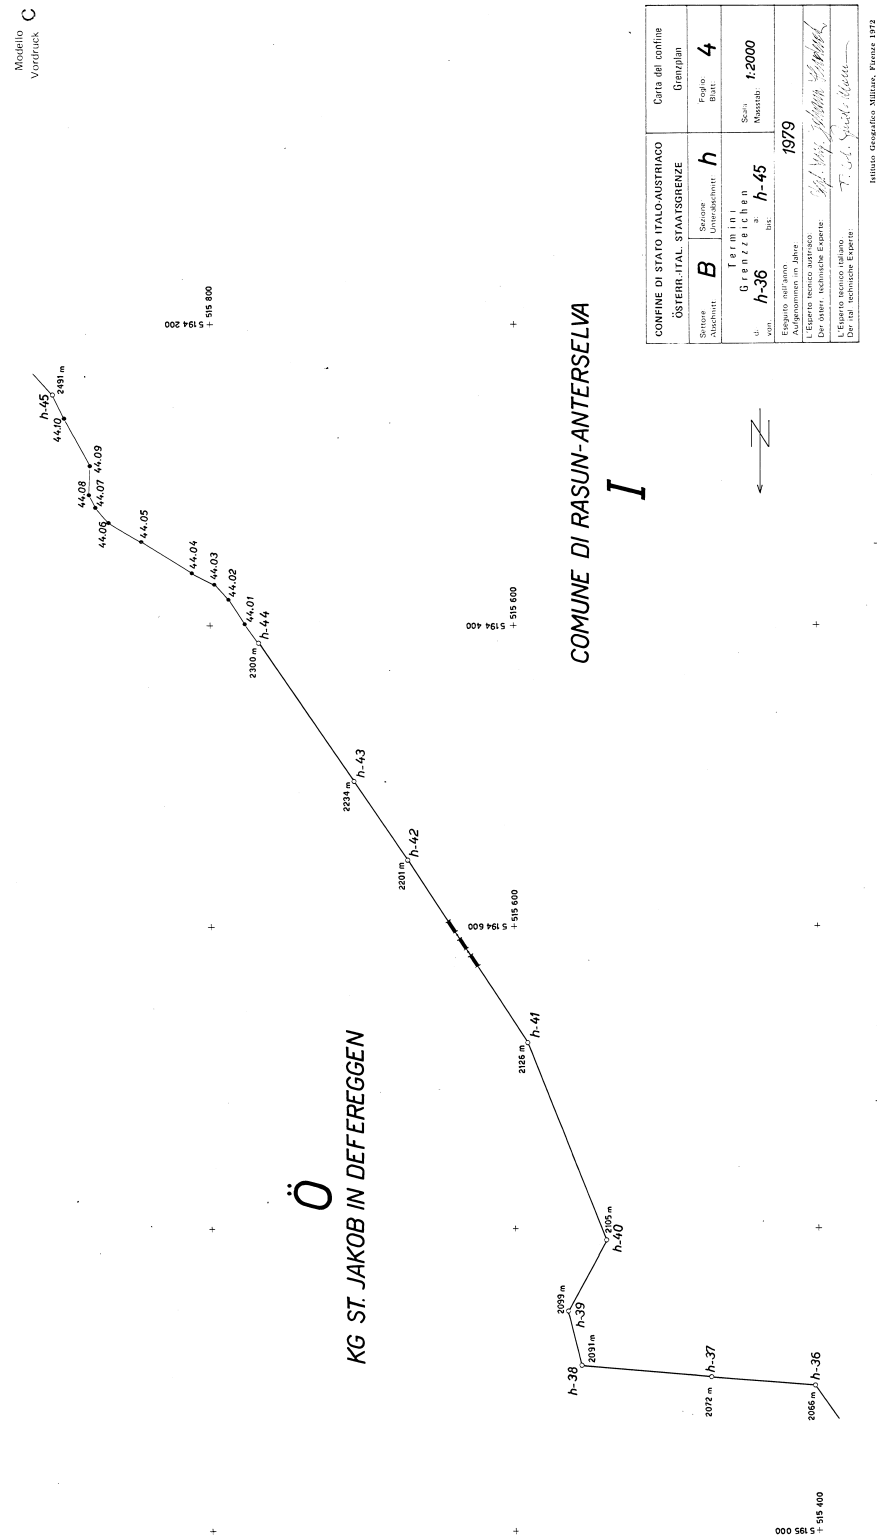 Modello
Vordruck C
CONFINE DI STATO ITALO-AUSTRIACO
ÖSTERR.-ITAL. STAATSGRENZE
Carta del confine
Grenzplan
Settore
Abschnitt B
Sezione
Unterabschnitt h
Foglio
Blatt: 4
Termini
Grenzzeichen
di
von h-36
a:
bis: h-45
Scala
Massstab 1:2000
Eseguito nell'anno
Aufgenommen im Jahre: 1979
L'Esperto tecnico austriaco:
Der österr. technische Experte:
L'Esperto tecnico italiano:
Der ital. technische Experte:
Istituto Geografico Militare, Firenze 1972
5 194 200
515 800
h-45
2491 m
44.10
44.09
44.08
44.07
44.06
44.05
44.04
44.03
44.02
44.01
h-44
2300 m
5 194 400
515 600
COMUNE DI RASUN-ANTERSELVA
I
h-43
2234 m
h-42
2201 m
5 194 600
515 600
h-41
2126 m
Ö
KG ST. JAKOB IN DEFEREGGEN
2105 m
h-40
2099 m
h-39
2091 m
h-38
h-37
2072 m
h-36
2066 m
5 195 000
515 400